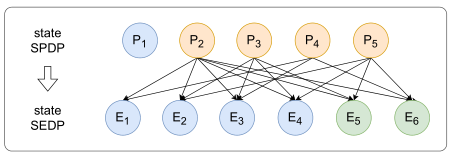 state
SPDP
P1 P2 P3 P4 P5
state
SEDP
E1 E2 E3 E4 E5 E6